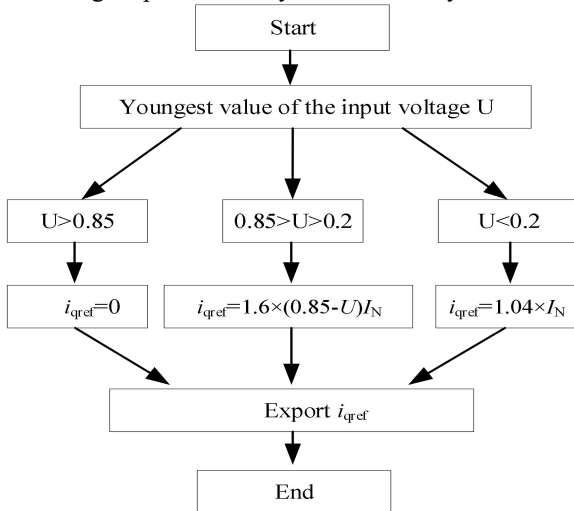 Start
Youngest value of the input voltage U
U>0.85
0.85>U>0.2
U<0.2
iqref=0
iqref=1.6×(0.85-U)IN
iqref=1.04×IN
Export iqref
End